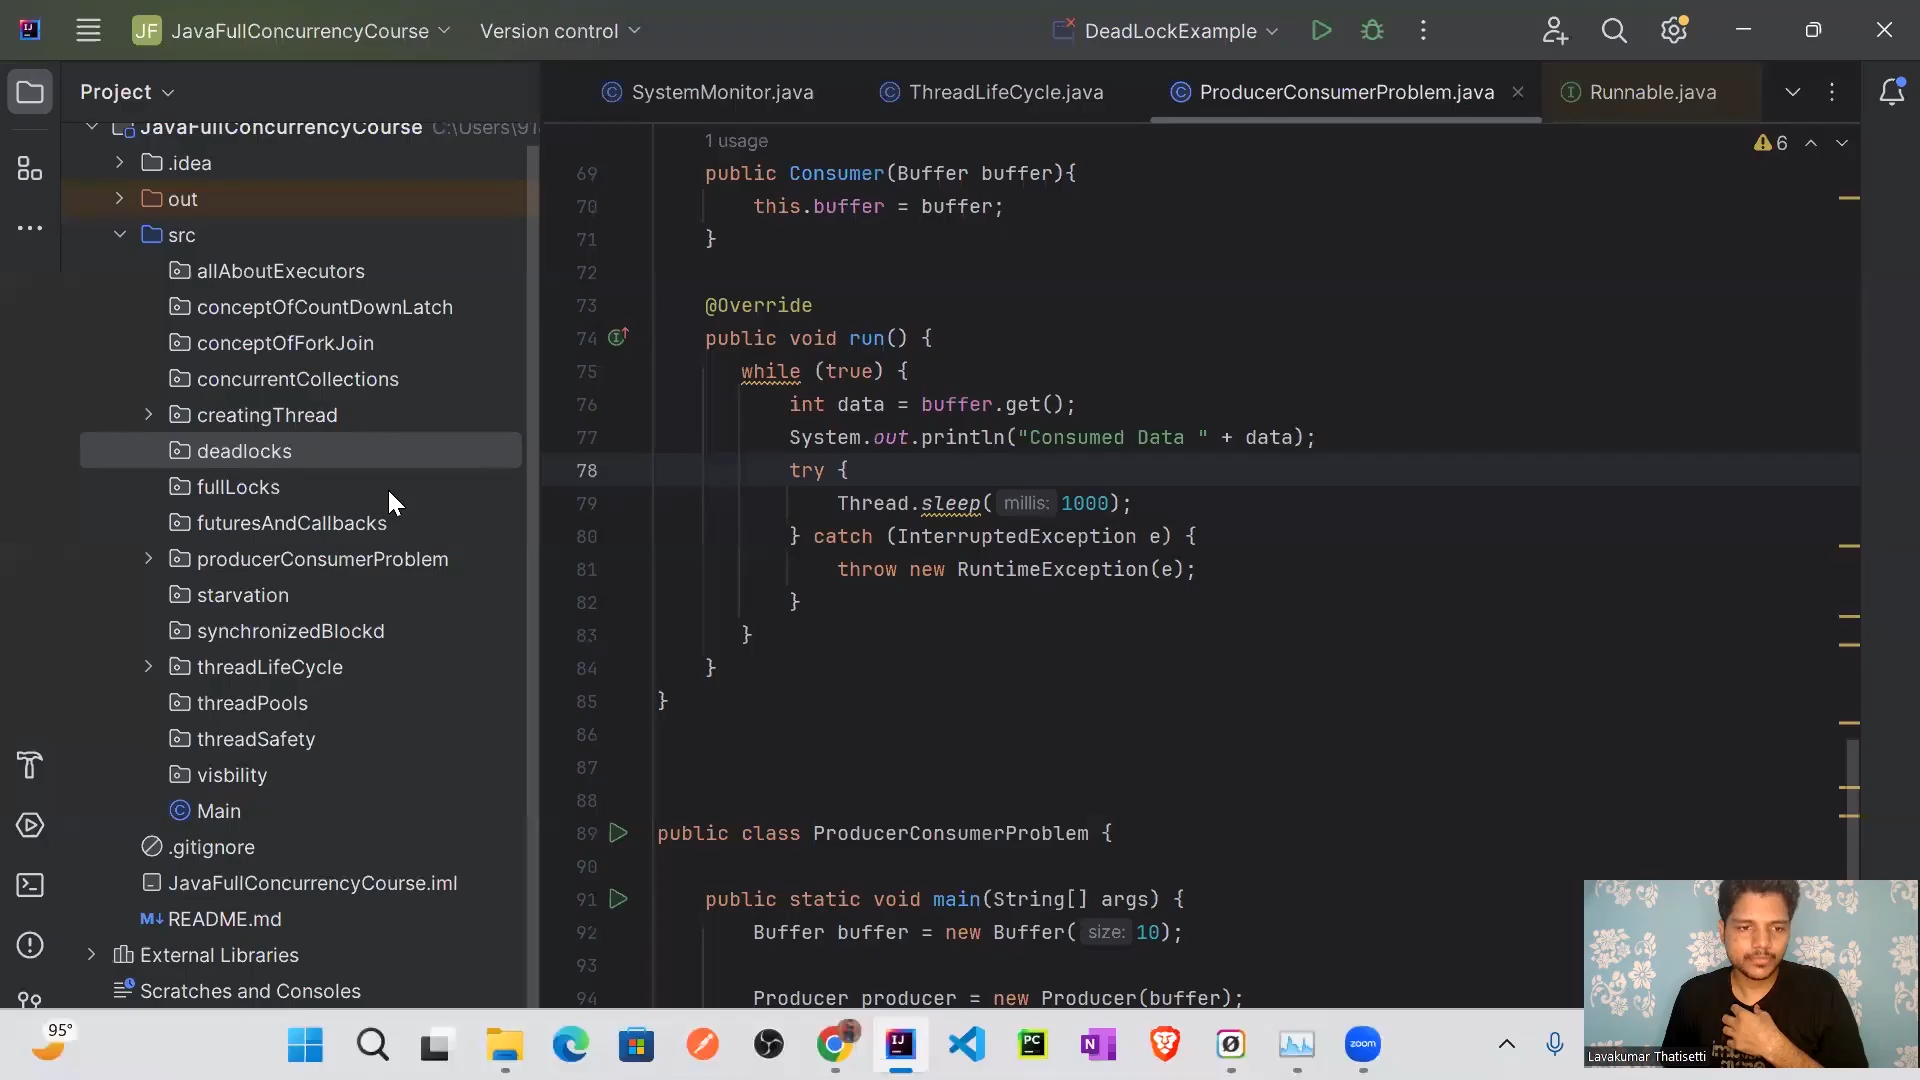 JF JavaFullConcurrencyCourse Version control DeadLockExample
Project
SystemMonitor.java ThreadLifeCycle.java ProducerConsumerProblem.java Runnable.java
JavaFullConcurrencyCourse
.idea
out
src
allAboutExecutors
conceptOfCountDownLatch
conceptOfForkJoin
concurrentCollections
creatingThread
deadlocks
fullLocks
futuresAndCallbacks
producerConsumerProblem
starvation
synchronizedBlockd
threadLifeCycle
threadPools
threadSafety
visbility
Main
.gitignore
JavaFullConcurrencyCourse.iml
M↓ README.md
External Libraries
Scratches and Consoles
1 usage
6
69 public Consumer(Buffer buffer){
70 this.buffer = buffer;
71 }
72
73 @Override
74 public void run() {
75 while (true) {
76 int data = buffer.get();
77 System.out.println("Consumed Data " + data);
78 try {
79 Thread.sleep( millis: 1000);
80 } catch (InterruptedException e) {
81 throw new RuntimeException(e);
82 }
83 }
84 }
85 }
86
87
88
89 public class ProducerConsumerProblem {
90
91 public static void main(String[] args) {
92 Buffer buffer = new Buffer( size: 10);
93
94 Producer producer = new Producer(buffer);
95°
IJ
PC
N
zoom
Lavakumar Thatisetti